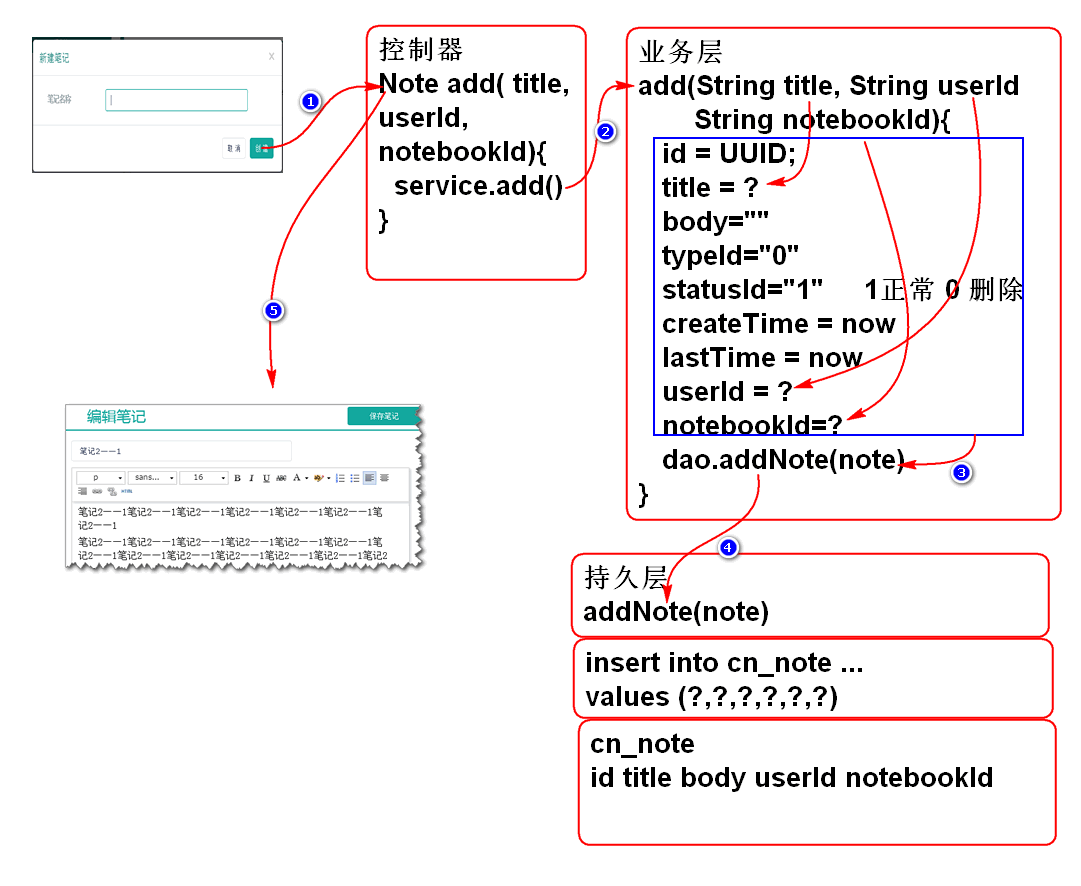 新建笔记
X
笔记名称
取 消
创 建
1
控制器
Note add( title,
userId,
notebookId){
service.add()
}
2
业务层
add(String title, String userId
String notebookId){
id = UUID;
title = ?
body=""
typeId="0"
statusId="1" 1正常 0 删除
createTime = now
lastTime = now
userId = ?
notebookId=?
dao.addNote(note)
}
3
5
4
编辑笔记
保存笔记
笔记2——1
p sans... 16 B I U ABC A
HTML
笔记2——1笔记2——1笔记2——1笔记2——1笔记2——1笔记2——1笔
记2——1
笔记2——1笔记2——1笔记2——1笔记2——1笔记2——1笔记2——1笔
记2——1笔记2——1笔记2——1笔记2——1笔记2——1笔记2——1笔记2
持久层
addNote(note)
insert into cn_note ...
values (?,?,?,?,?,?)
cn_note
id title body userId notebookId